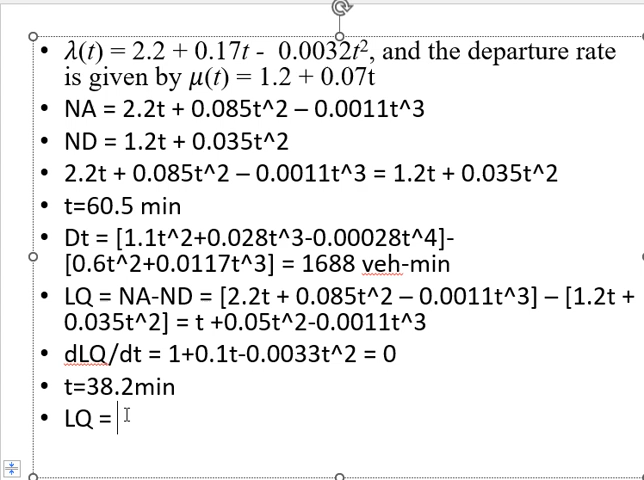 • λ(t) = 2.2 + 0.17t - 0.0032t², and the departure rate
is given by μ(t) = 1.2 + 0.07t
• NA = 2.2t + 0.085t^2 – 0.0011t^3
• ND = 1.2t + 0.035t^2
• 2.2t + 0.085t^2 – 0.0011t^3 = 1.2t + 0.035t^2
• t=60.5 min
• Dt = [1.1t^2+0.028t^3-0.00028t^4]-
[0.6t^2+0.0117t^3] = 1688 veh-min
• LQ = NA-ND = [2.2t + 0.085t^2 – 0.0011t^3] – [1.2t +
0.035t^2] = t +0.05t^2-0.0011t^3
• dLQ/dt = 1+0.1t-0.0033t^2 = 0
• t=38.2min
• LQ =